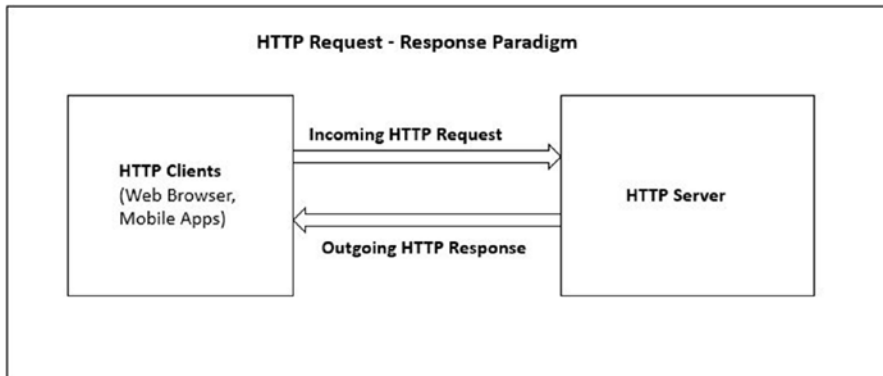 HTTP Request - Response Paradigm
Incoming HTTP Request
HTTP Clients
(Web Browser,
Mobile Apps)
HTTP Server
Outgoing HTTP Response